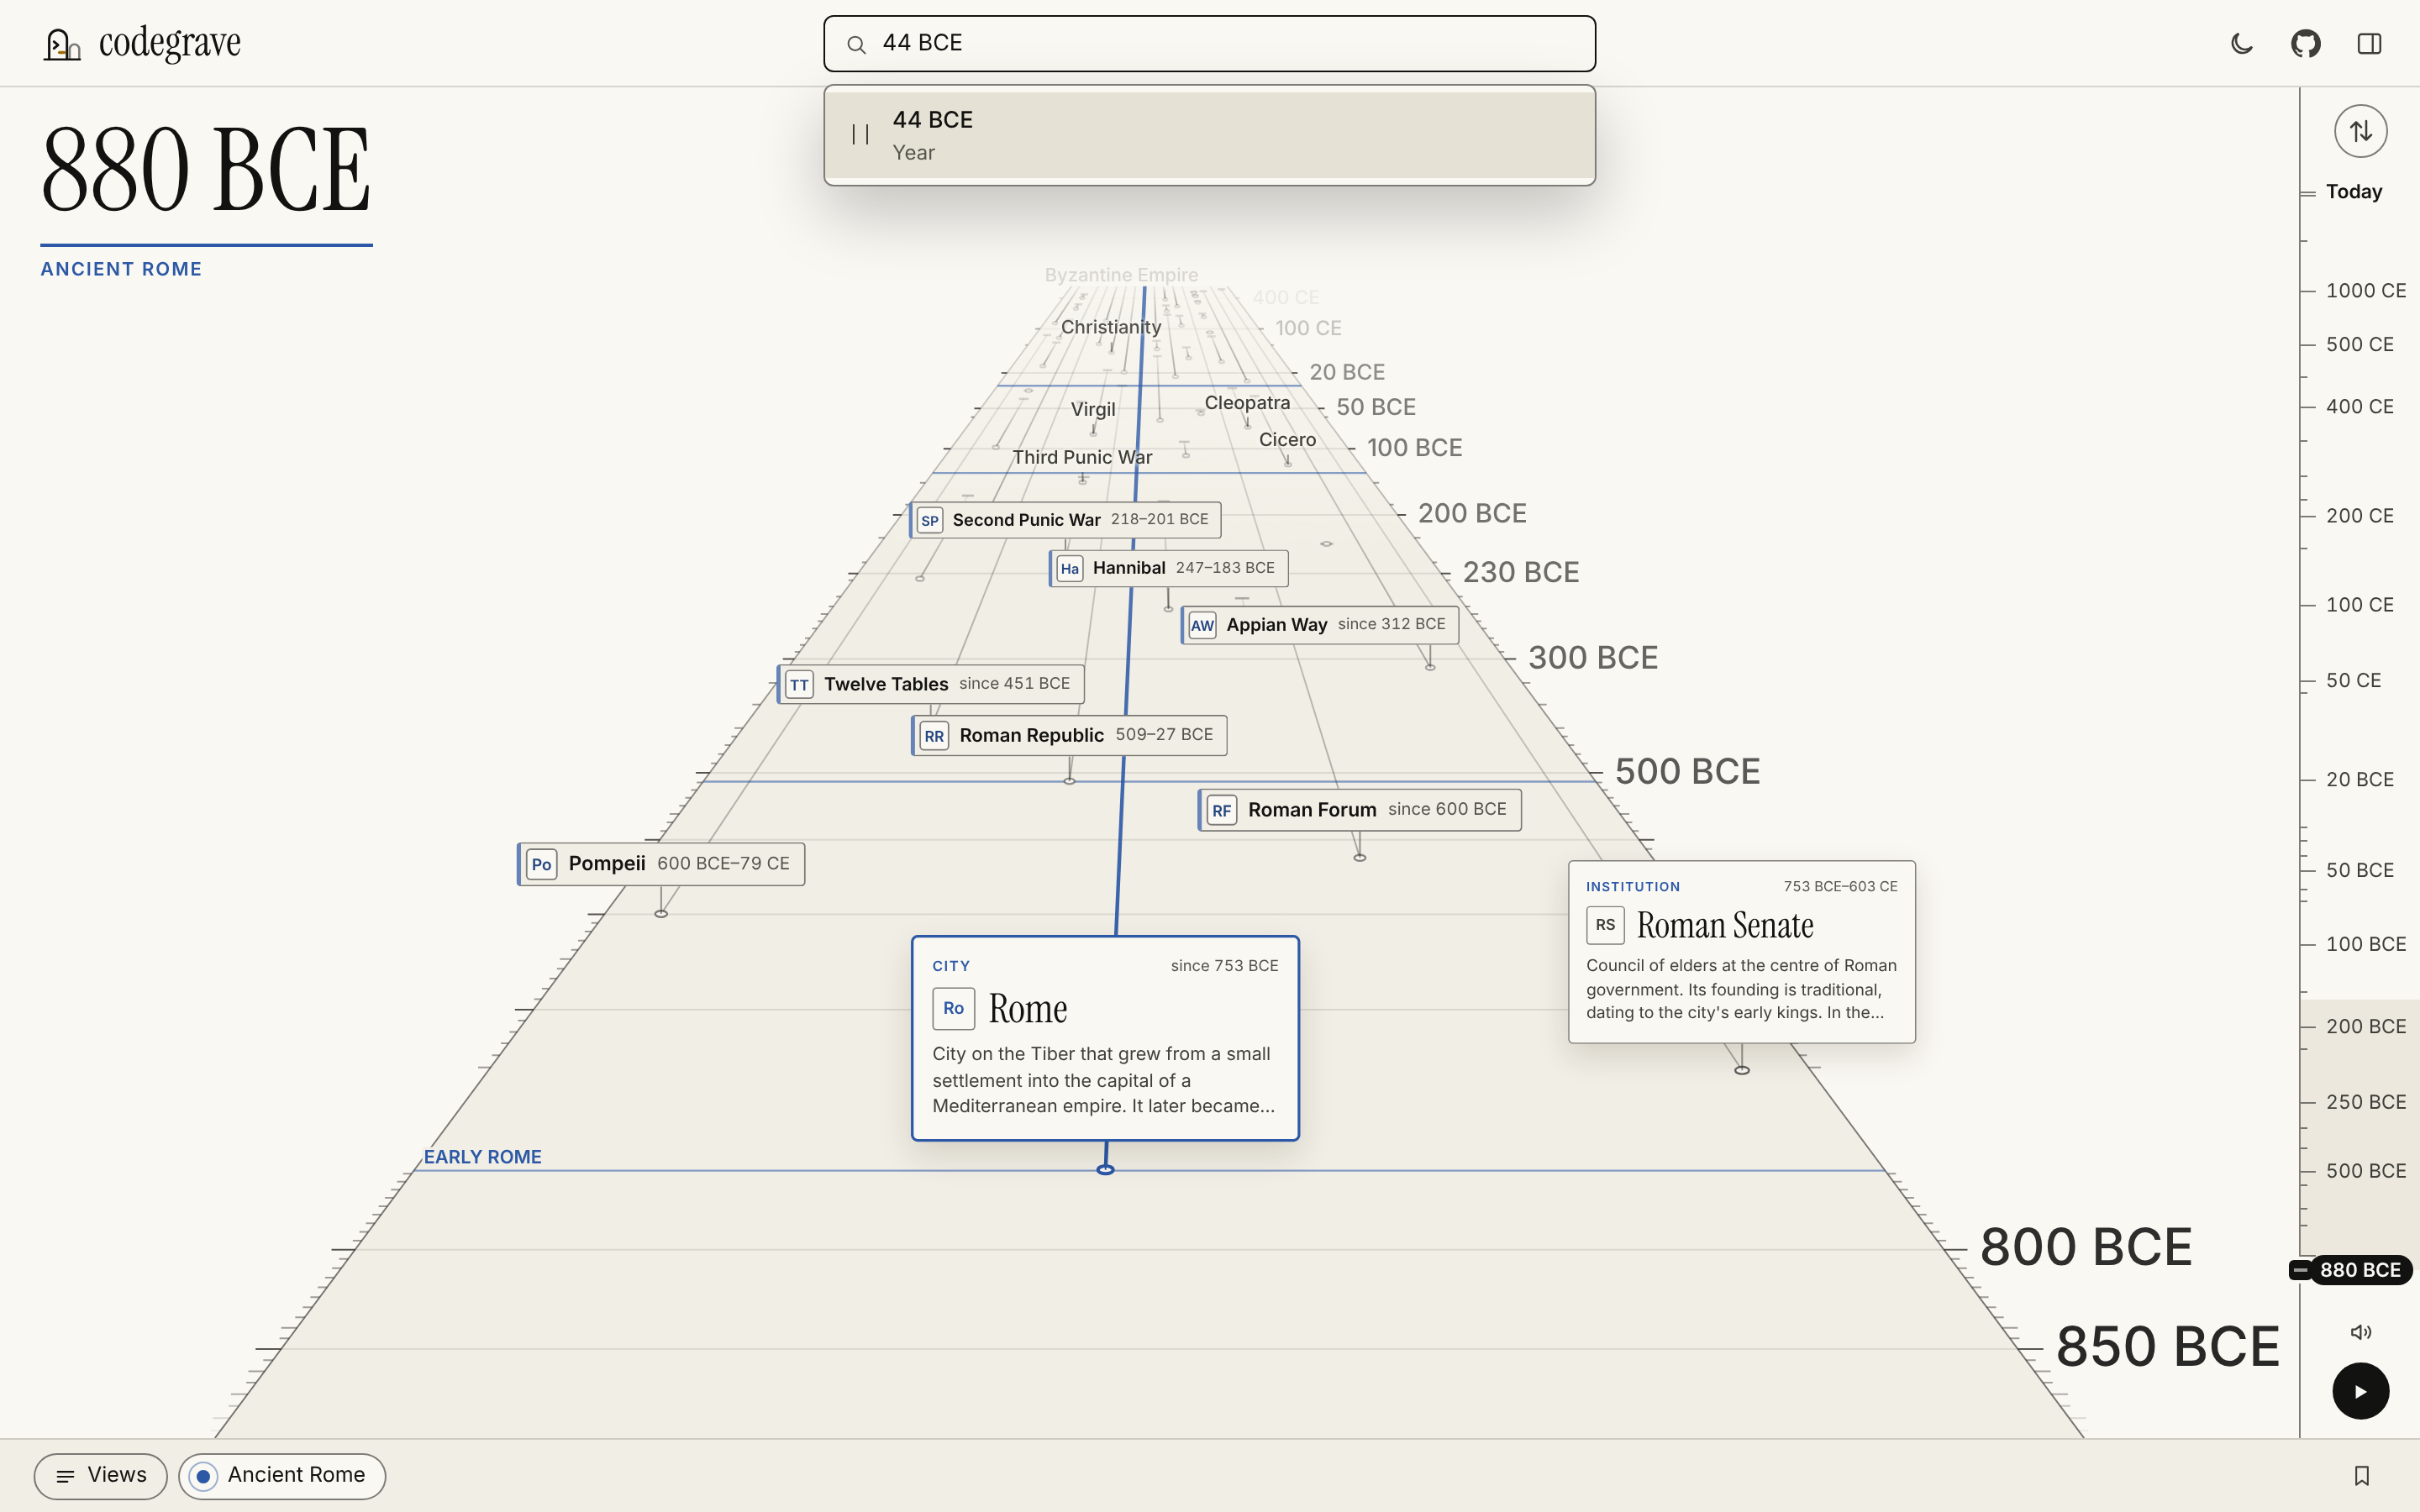 codegrave
44 BCE
44 BCE
Year
880 BCE
ANCIENT ROME
Byzantine Empire
400 CE
Christianity
100 CE
20 BCE
Virgil
Cleopatra
50 BCE
Cicero
100 BCE
Third Punic War
SP Second Punic War 218–201 BCE
200 BCE
Ha Hannibal 247–183 BCE
230 BCE
AW Appian Way since 312 BCE
300 BCE
TT Twelve Tables since 451 BCE
RR Roman Republic 509–27 BCE
500 BCE
RF Roman Forum since 600 BCE
Po Pompeii 600 BCE–79 CE
INSTITUTION 753 BCE–603 CE
RS Roman Senate
Council of elders at the centre of Roman
government. Its founding is traditional,
dating to the city's early kings. In the...
CITY since 753 BCE
Ro Rome
City on the Tiber that grew from a small
settlement into the capital of a
Mediterranean empire. It later became...
EARLY ROME
800 BCE
850 BCE
Today
1000 CE
500 CE
400 CE
200 CE
100 CE
50 CE
20 BCE
50 BCE
100 BCE
200 BCE
250 BCE
500 BCE
880 BCE
Views
Ancient Rome